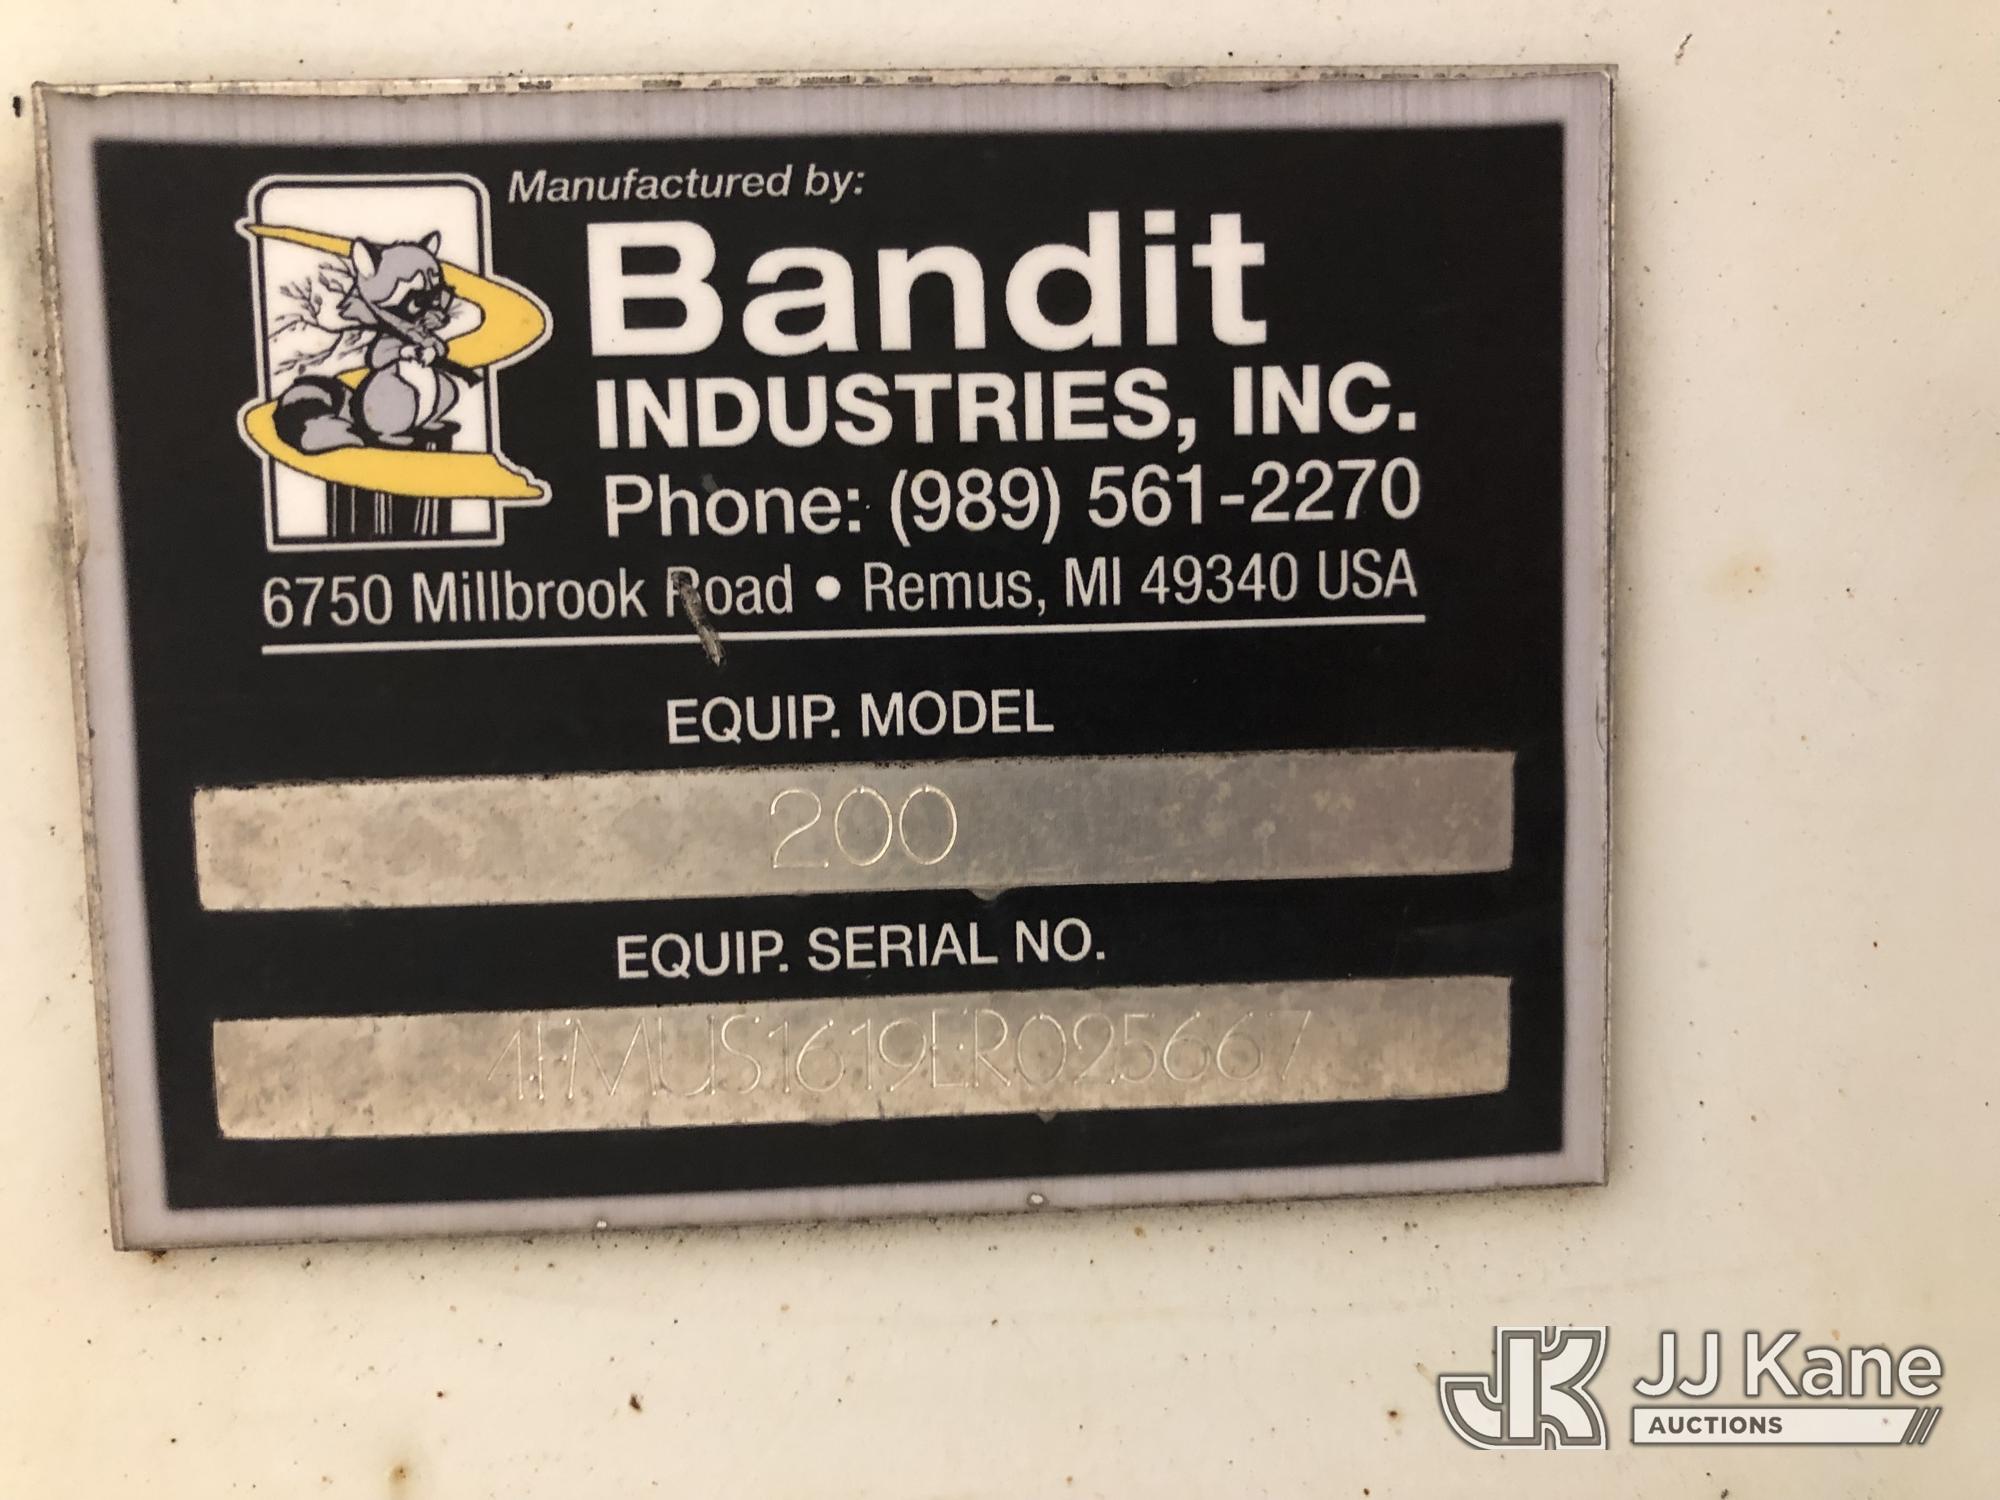 Manufactured by:
Bandit
INDUSTRIES, INC.
Phone: (989) 561-2270
6750 Millbrook Road • Remus, MI 49340 USA
EQUIP. MODEL
200
EQUIP. SERIAL NO.
4FMUS1619ER025667
JK JJ Kane
AUCTIONS